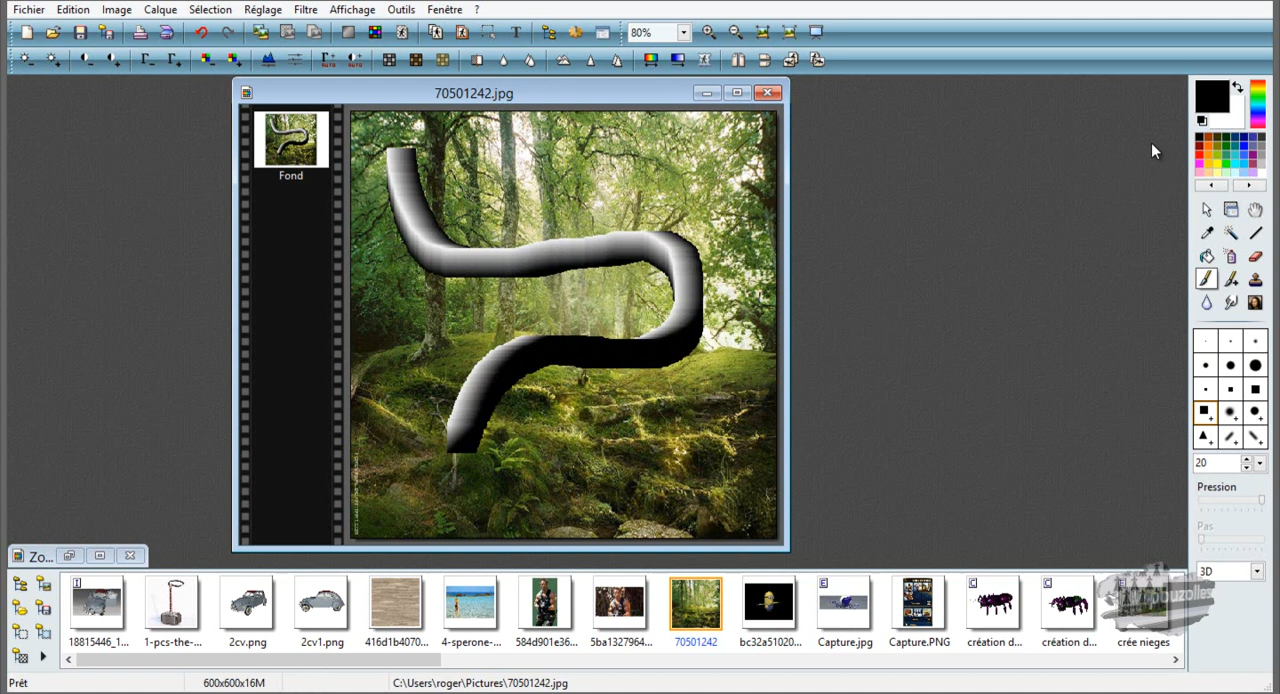 Fichier Edition Image Calque Sélection Réglage Filtre Affichage Outils Fenêtre ?
80%
AUTO AUTO
70501242.jpg
Fond
20
Pression
Pas
3D
Zo...
18815446_1... 1-pcs-the-... 2cv.png 2cv1.png 416d1b4070... 4-sperone-... 584d901e36... 5ba1327964... 70501242 bc32a51020... Capture.jpg Capture.PNG création d... création d... crée nieges
Prêt 600x600x16M C:\Users\roger\Pictures\70501242.jpg